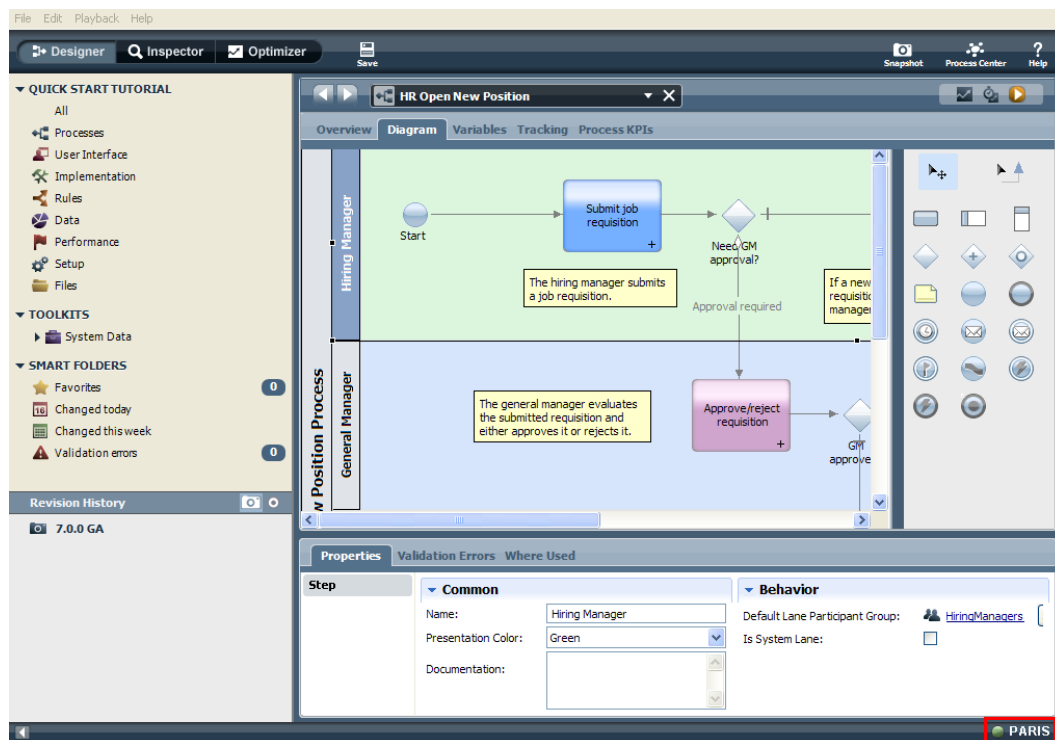 File Edit Playback Help
Designer Inspector Optimizer Save Snapshot Process Center Help
QUICK START TUTORIAL
All
Processes
User Interface
Implementation
Rules
Data
Performance
Setup
Files
TOOLKITS
System Data
SMART FOLDERS
Favorites 0
Changed today
Changed this week
Validation errors 0
Revision History
7.0.0 GA
HR Open New Position
Overview Diagram Variables Tracking Process KPIs
w Position Process
Hiring Manager
Start
Submit job
requisition
Need GM
approval?
The hiring manager submits
a job requisition.
If a new
requisitic
manager
Approval required
General Manager
The general manager evaluates
the submitted requisition and
either approves it or rejects it.
Approve/reject
requisition
GM
approve
Properties Validation Errors Where Used
Step
Common
Name: Hiring Manager
Presentation Color: Green
Documentation:
Behavior
Default Lane Participant Group: HiringManagers
Is System Lane:
PARIS